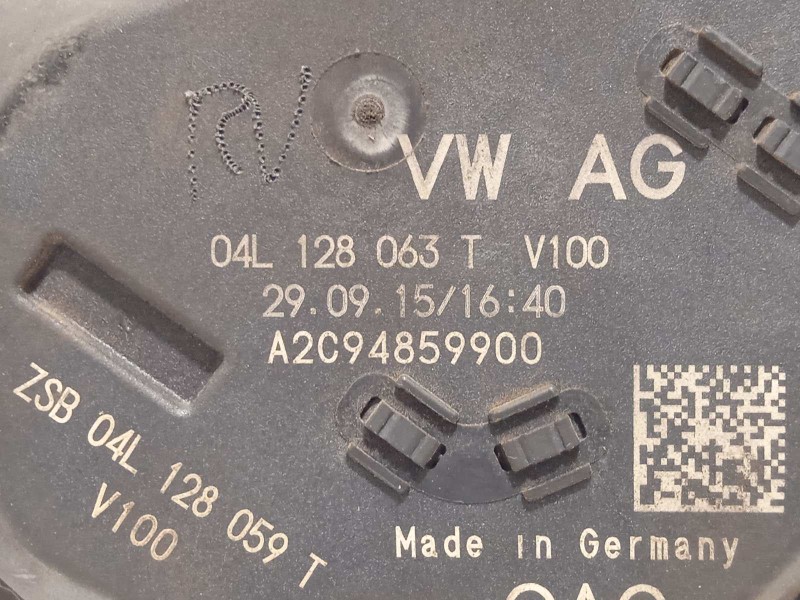 RV
VW AG
04L 128 063 T V100
29.09.15/16:40
A2C94859900
ZSB 04L 128 059 T
V100
Made in Germany